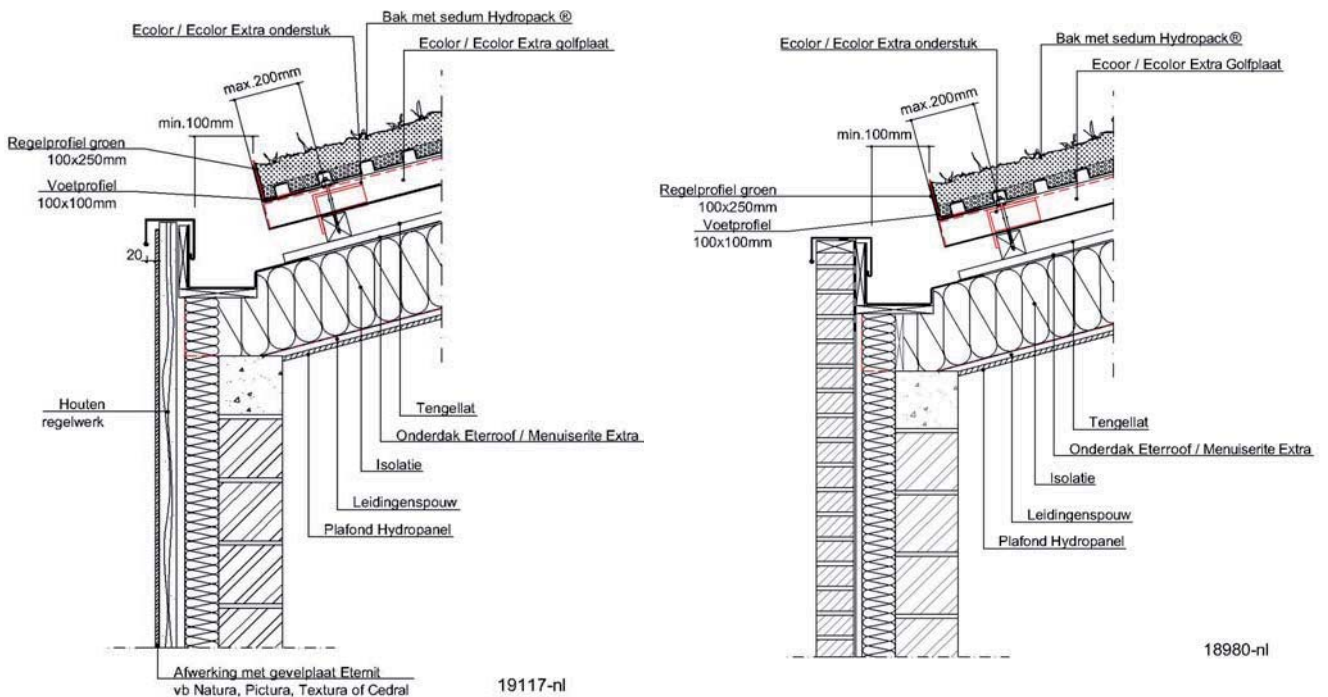 Bak met sedum Hydropack ®
Ecolor / Ecolor Extra onderstuk
Ecolor / Ecolor Extra golfplaat
max.200mm
min.100mm
Regelprofiel groen
100x250mm
Voetprofiel
100x100mm
20
Houten
regelwerk
Tengellat
Onderdak Eterroof / Menuiserite Extra
Isolatie
Leidingenspouw
Plafond Hydropanel
Afwerking met gevelplaat Eternit
vb Natura, Pictura, Textura of Cedral
19117-nl
Bak met sedum Hydropack®
Ecolor / Ecolor Extra onderstuk
Ecoor / Ecolor Extra Golfplaat
max.200mm
min.100mm
Regelprofiel groen
100x250mm
Voetprofiel
100x100mm
Tengellat
Onderdak Eterroof / Menuiserite Extra
Isolatie
Leidingenspouw
Plafond Hydropanel
18980-nl